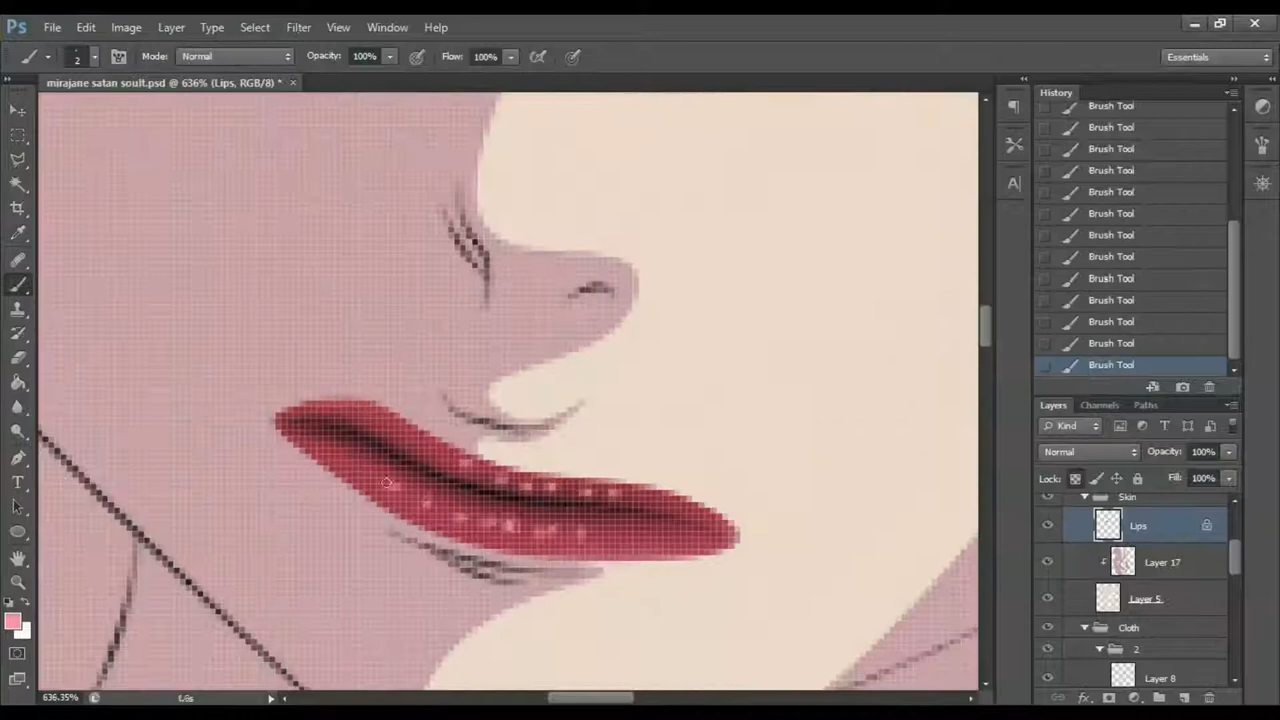 Ps File Edit Image Layer Type Select Filter View Window Help
2 Mode: Normal Opacity: 100% Flow: 100% Essentials
mirajane satan soult.psd @ 636% (Lips, RGB/8) *
History
Brush Tool
Brush Tool
Brush Tool
Brush Tool
Brush Tool
Brush Tool
Brush Tool
Brush Tool
Brush Tool
Brush Tool
Brush Tool
Brush Tool
Brush Tool
Layers Channels Paths
Kind
Normal Opacity: 100%
Lock: Fill: 100%
Skin
Lips
Layer 17
Layer 5
Cloth
2
Layer 8
636.35%